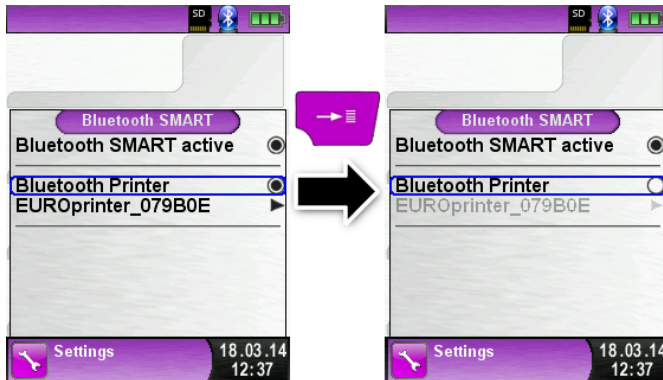 SD
Bluetooth SMART
Bluetooth SMART active
Bluetooth Printer
EUROprinter_079B0E
Settings
18.03.14
12:37
SD
Bluetooth SMART
Bluetooth SMART active
Bluetooth Printer
EUROprinter_079B0E
Settings
18.03.14
12:37